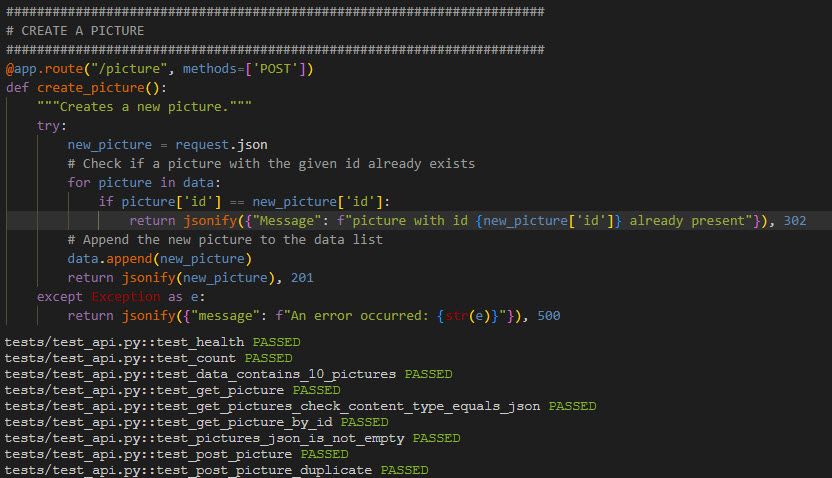 ######################################################################
# CREATE A PICTURE
######################################################################
@app.route("/picture", methods=['POST'])
def create_picture():
    """Creates a new picture."""
    try:
        new_picture = request.json
        # Check if a picture with the given id already exists
        for picture in data:
            if picture['id'] == new_picture['id']:
                return jsonify({"Message": f"picture with id {new_picture['id']} already present"}), 302
        # Append the new picture to the data list
        data.append(new_picture)
        return jsonify(new_picture), 201
    except Exception as e:
        return jsonify({"message": f"An error occurred: {str(e)}"}), 500
tests/test_api.py::test_health PASSED
tests/test_api.py::test_count PASSED
tests/test_api.py::test_data_contains_10_pictures PASSED
tests/test_api.py::test_get_picture PASSED
tests/test_api.py::test_get_pictures_check_content_type_equals_json PASSED
tests/test_api.py::test_get_picture_by_id PASSED
tests/test_api.py::test_pictures_json_is_not_empty PASSED
tests/test_api.py::test_post_picture PASSED
tests/test_api.py::test_post_picture_duplicate PASSED